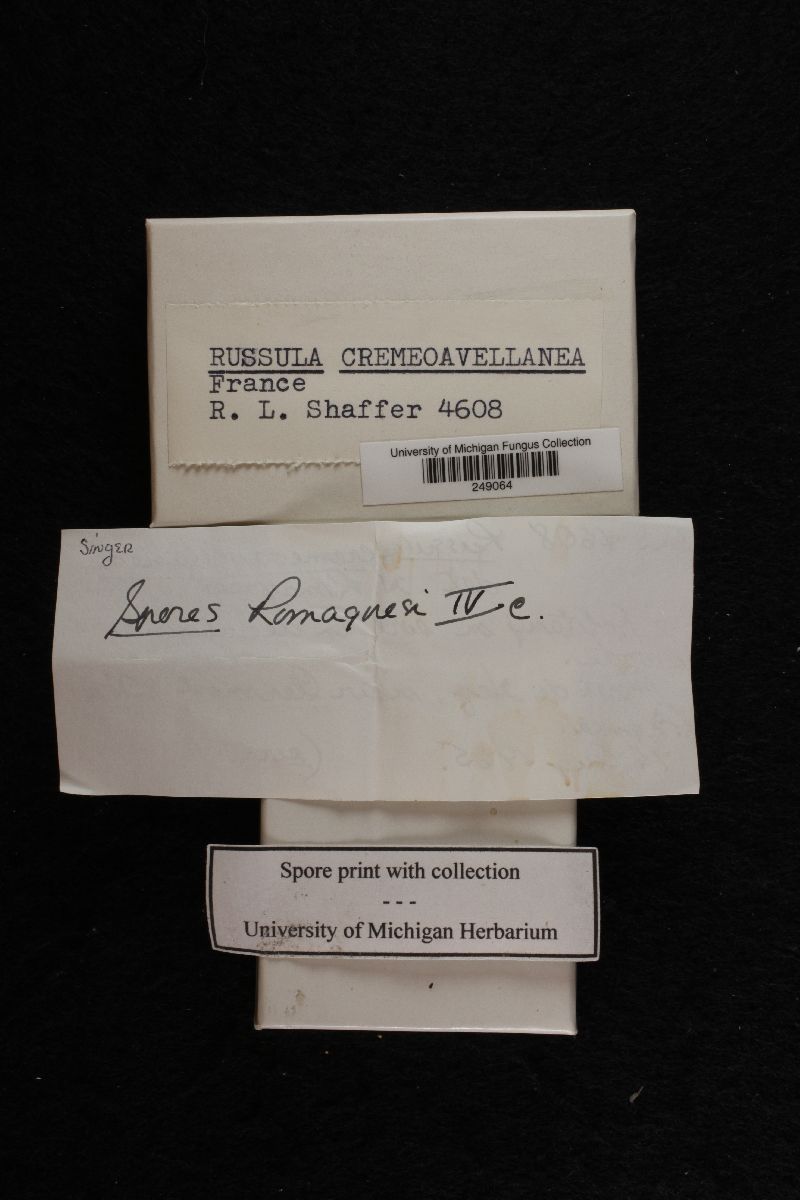 RUSSULA CREMEOAVELLANEA
France
R. L. Shaffer 4608
University of Michigan Fungus Collection
249064
Singer
Spores Romagnesi IV e.
Spore print with collection
---
University of Michigan Herbarium